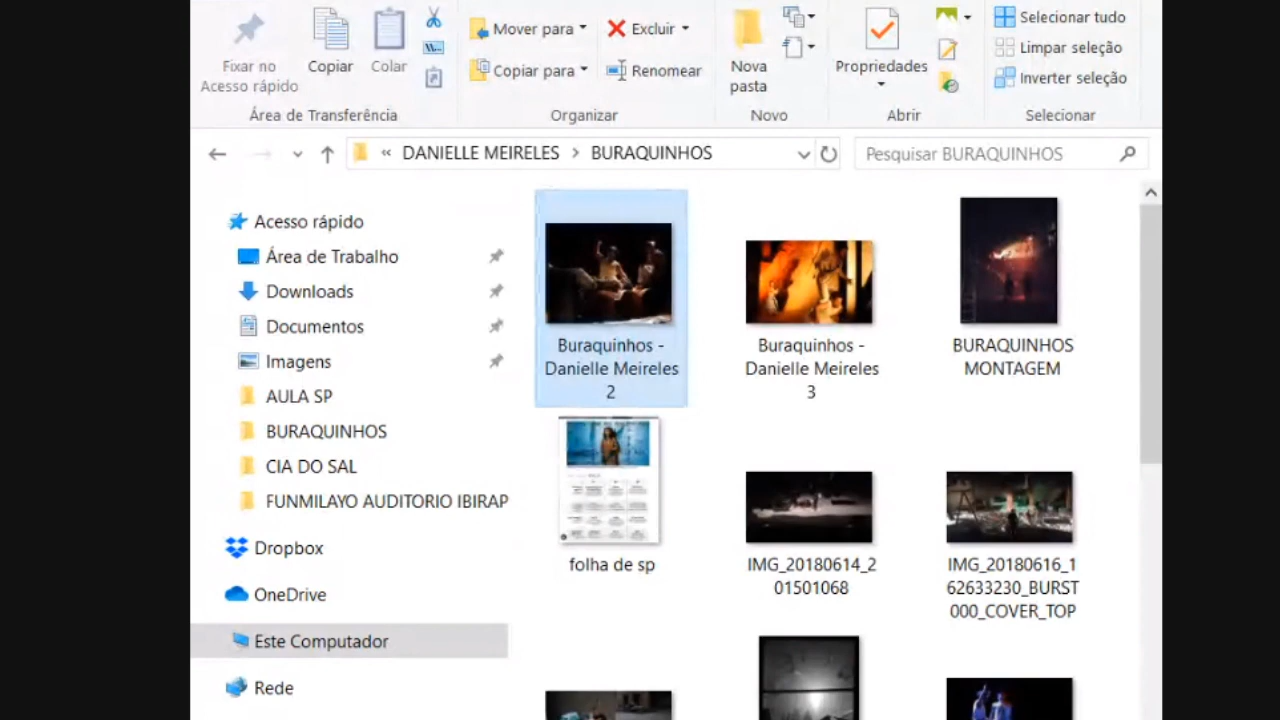 Fixar no
Acesso rápido
Copiar
Colar
Mover para
Copiar para
Excluir
Renomear
Nova
pasta
Propriedades
Selecionar tudo
Limpar seleção
Inverter seleção
Área de Transferência
Organizar
Novo
Abrir
Selecionar
« DANIELLE MEIRELES > BURAQUINHOS
Pesquisar BURAQUINHOS
Acesso rápido
Área de Trabalho
Downloads
Documentos
Imagens
AULA SP
BURAQUINHOS
CIA DO SAL
FUNMILAYO AUDITORIO IBIRAP
Dropbox
OneDrive
Este Computador
Rede
Buraquinhos -
Danielle Meireles
2
Buraquinhos -
Danielle Meireles
3
BURAQUINHOS
MONTAGEM
folha de sp
IMG_20180614_2
01501068
IMG_20180616_1
62633230_BURST
000_COVER_TOP